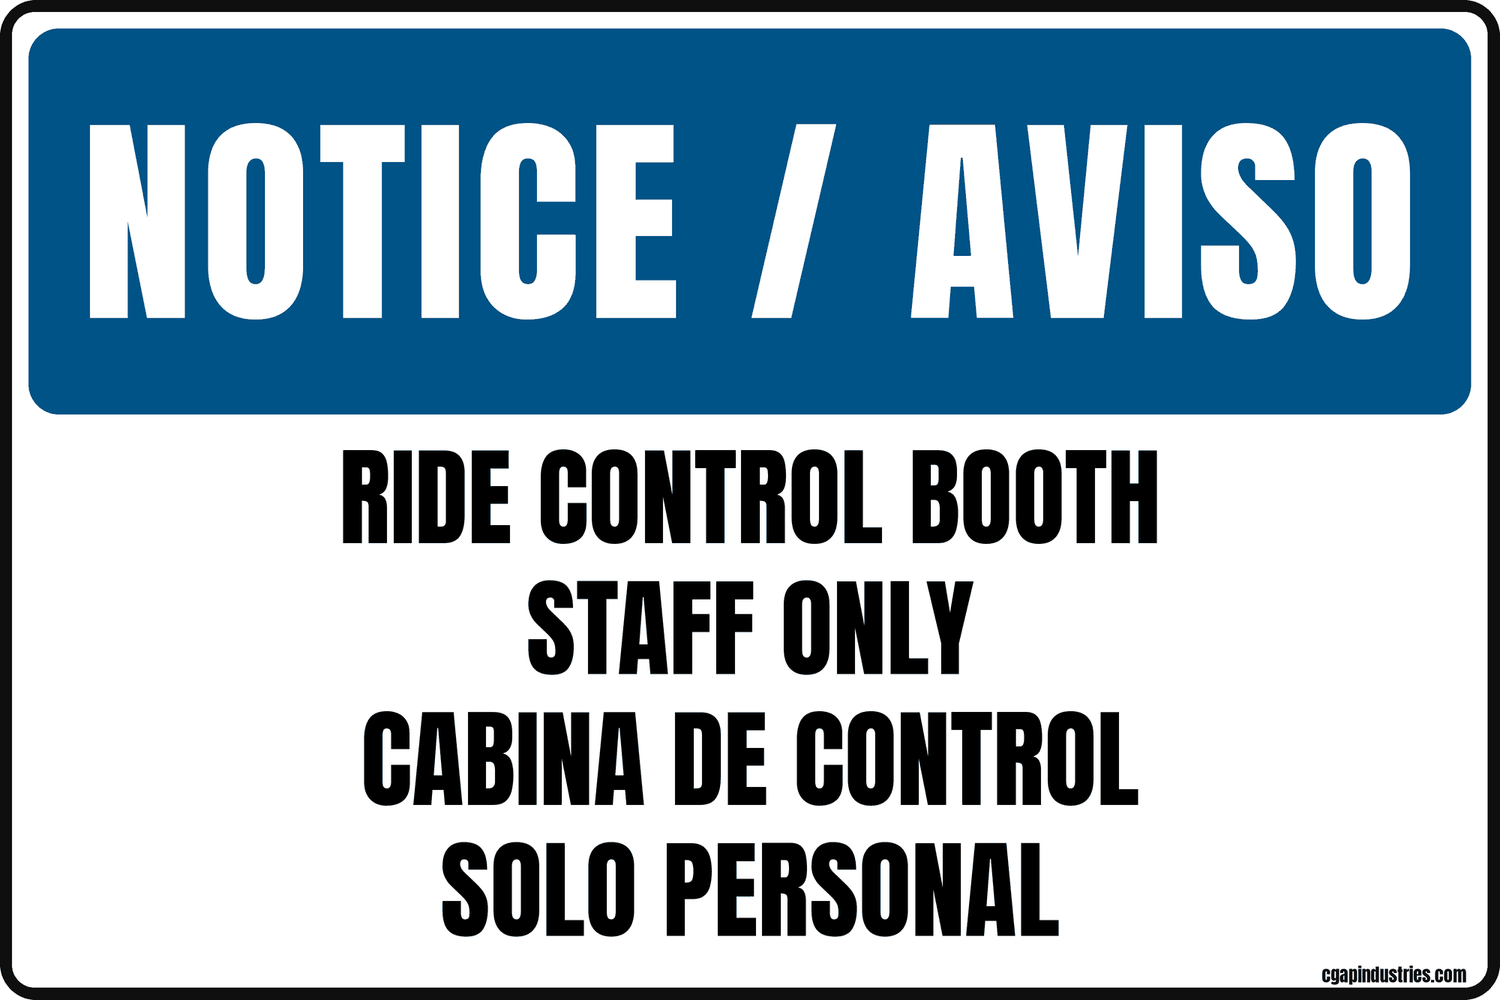 NOTICE / AVISO
RIDE CONTROL BOOTH
STAFF ONLY
CABINA DE CONTROL
SOLO PERSONAL
cgapindustries.com